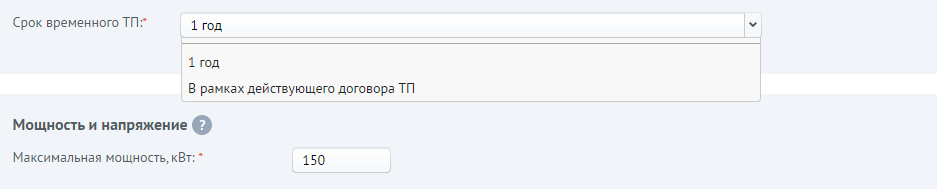 Срок временного ТП:* 1 год
1 год
В рамках действующего договора ТП
Мощность и напряжение ?
Максимальная мощность, кВт: * 150